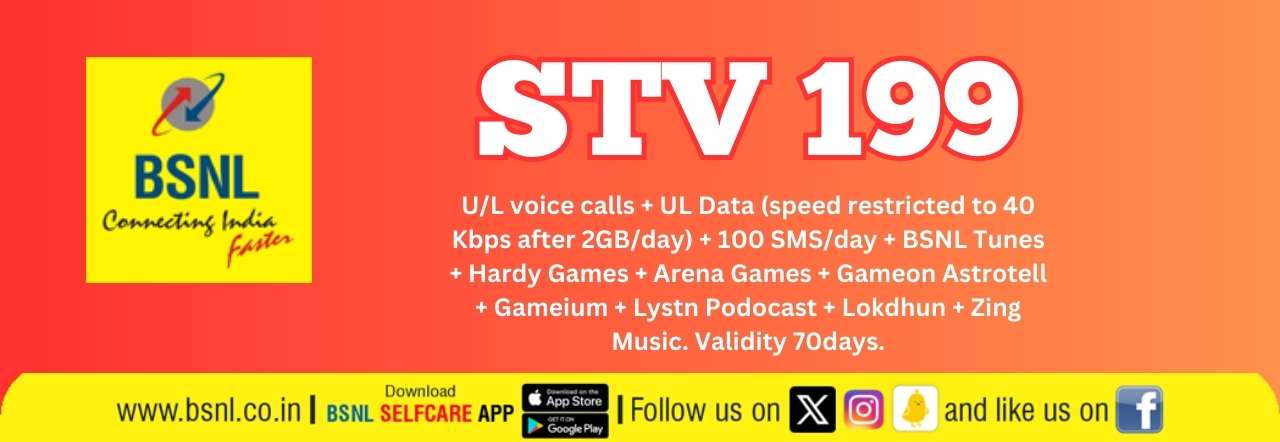 BSNL
Connecting India
Faster
STV 199
U/L voice calls + UL Data (speed restricted to 40
Kbps after 2GB/day) + 100 SMS/day + BSNL Tunes
+ Hardy Games + Arena Games + Gameon Astrotell
+ Gameium + Lystn Podocast + Lokdhun + Zing
Music. Validity 70days.
www.bsnl.co.in | Download BSNL SELFCARE APP Download on the App Store GET IT ON Google Play | Follow us on X and like us on f